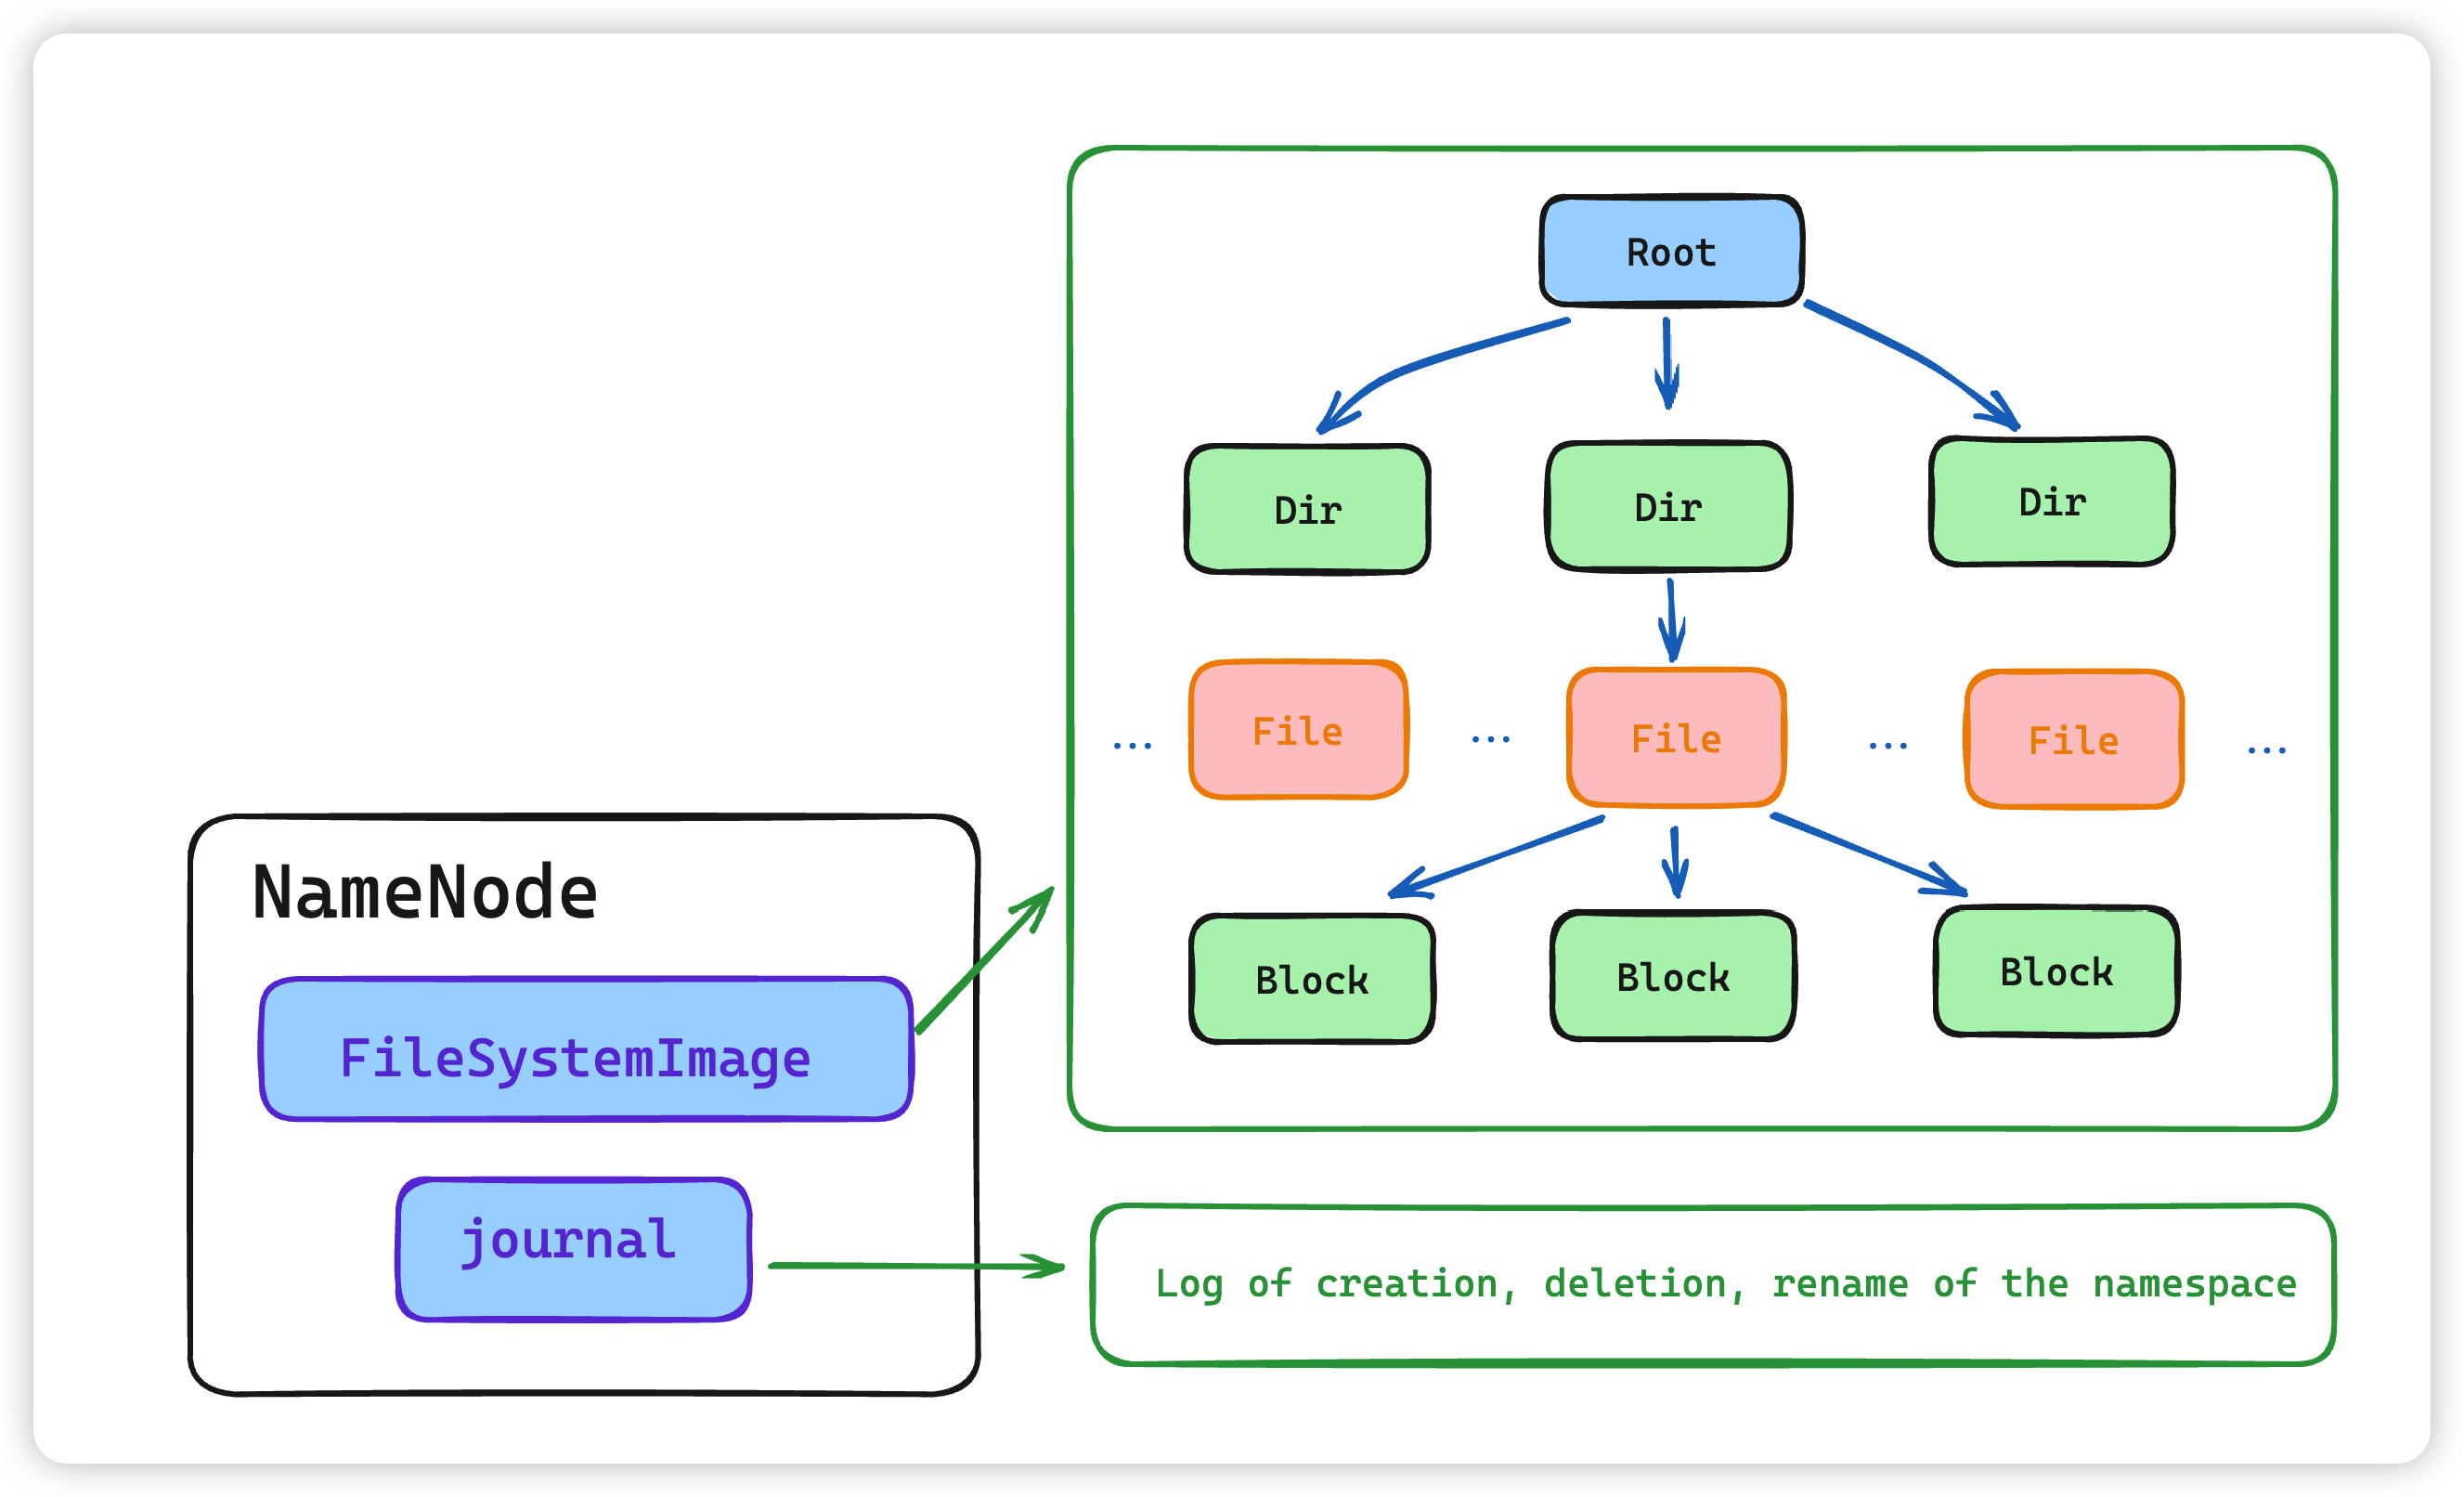 Root
Dir
Dir
Dir
... File ... File ... File ...
Block
Block
Block
NameNode
FileSystemImage
journal
Log of creation, deletion, rename of the namespace